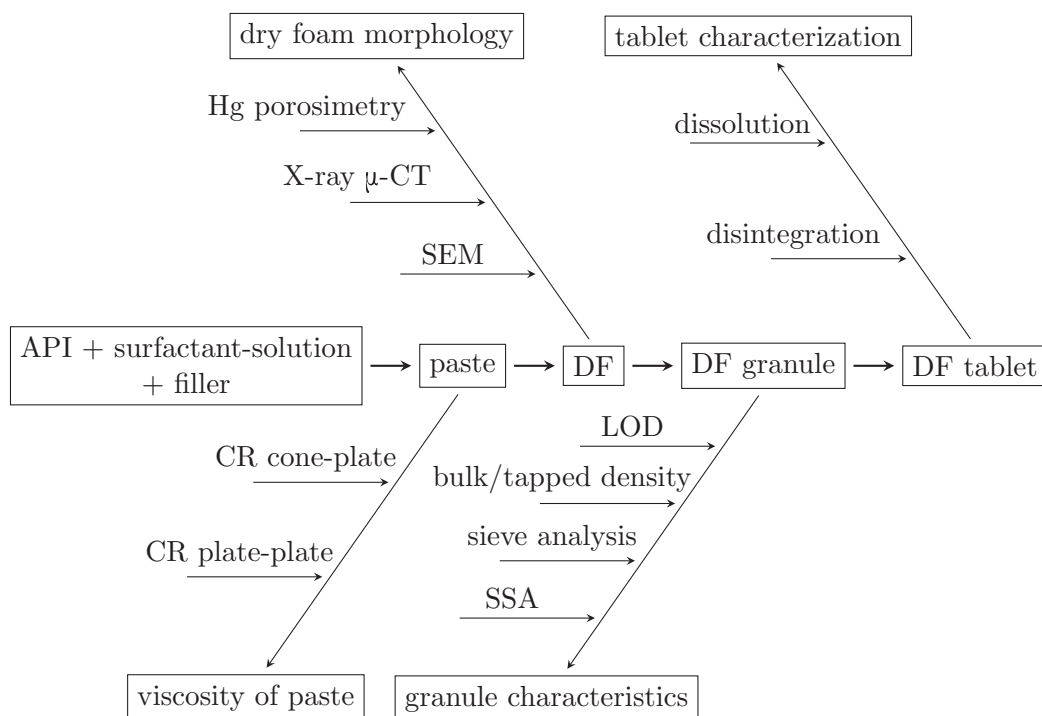 dry foam morphology
tablet characterization
Hg porosimetry
dissolution
X-ray μ-CT
disintegration
SEM
API + surfactant-solution
+ filler
paste
DF
DF granule
DF tablet
LOD
CR cone-plate
bulk/tapped density
sieve analysis
CR plate-plate
SSA
viscosity of paste
granule characteristics